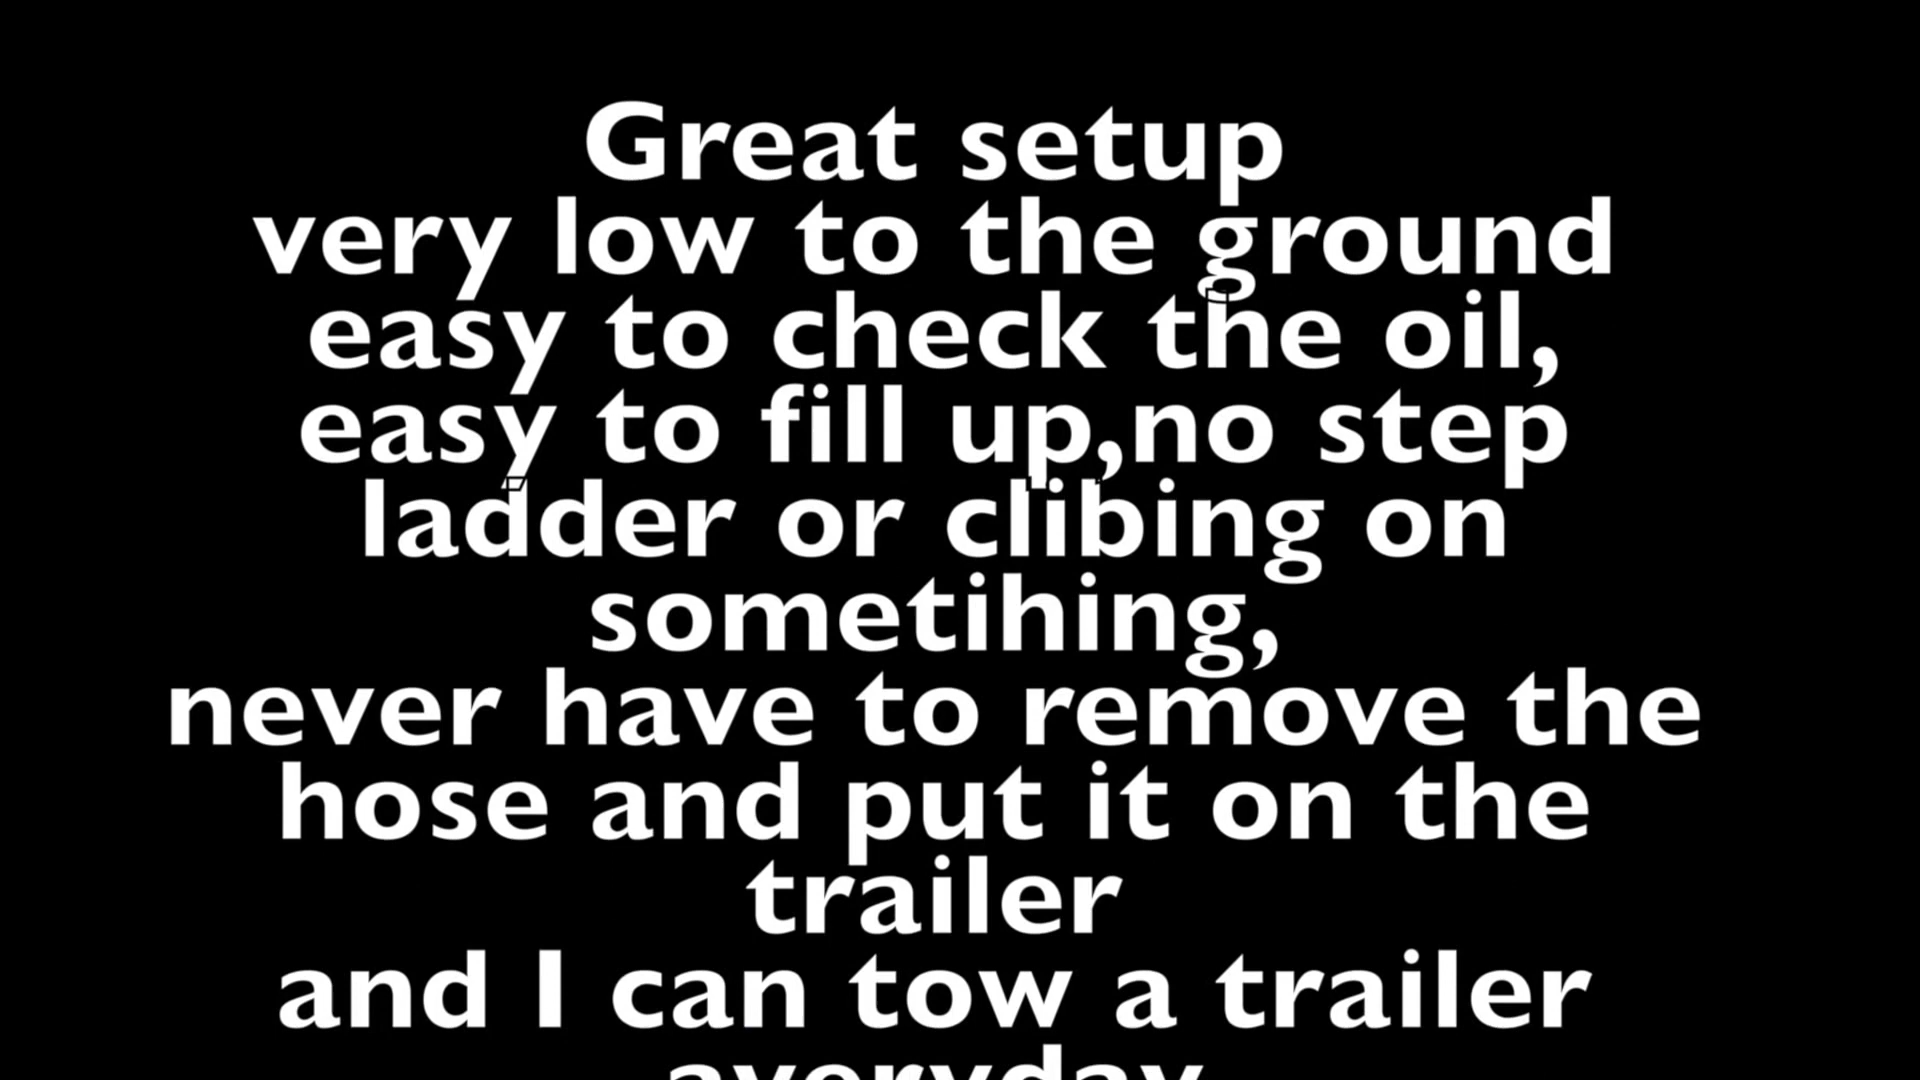 Great setup
very low to the ground
easy to check the oil,
easy to fill up,no step
ladder or clibing on
sometihing,
never have to remove the
hose and put it on the
trailer
and I can tow a trailer